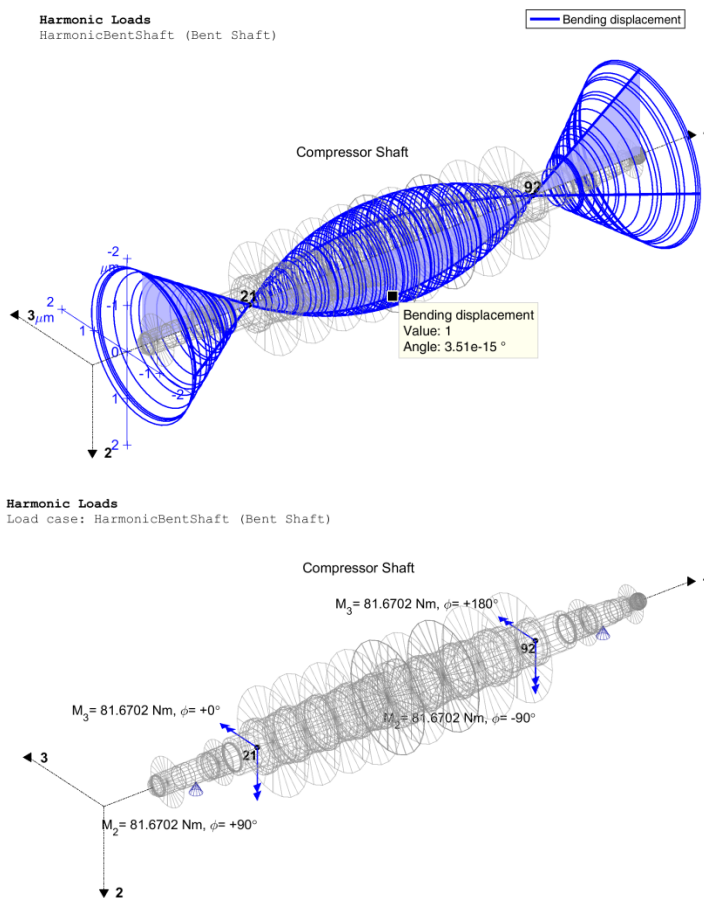 Harmonic Loads
HarmonicBentShaft (Bent Shaft)
Bending displacement
Compressor Shaft
92
21
-2
μm
-1
0
1
2
3
2
μm
1
-1
-2
2
Bending displacement
Value: 1
Angle: 3.51e-15 °
Harmonic Loads
Load case: HarmonicBentShaft (Bent Shaft)
Compressor Shaft
M3= 81.6702 Nm, ϕ= +180°
92
M3= 81.6702 Nm, ϕ= +0°
M2= 81.6702 Nm, ϕ= -90°
3
21
M2= 81.6702 Nm, ϕ= +90°
2